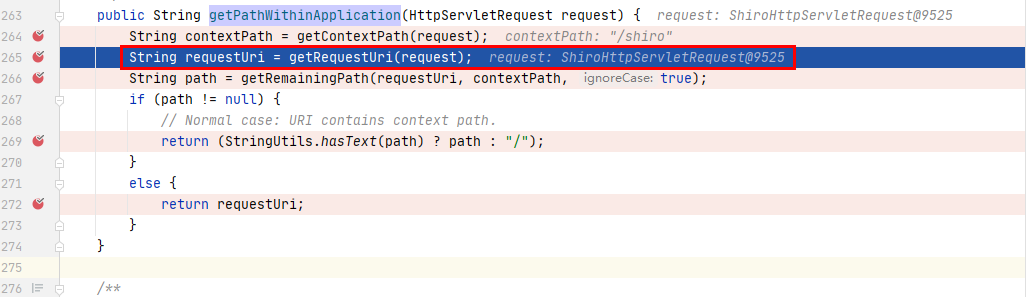 263 public String getPathWithinApplication(HttpServletRequest request) { request: ShiroHttpServletRequest@9525
264 String contextPath = getContextPath(request); contextPath: "/shiro"
265 String requestUri = getRequestUri(request); request: ShiroHttpServletRequest@9525
266 String path = getRemainingPath(requestUri, contextPath, ignoreCase: true);
267 if (path != null) {
268 // Normal case: URI contains context path.
269 return (StringUtils.hasText(path) ? path : "/");
270 }
271 else {
272 return requestUri;
273 }
274 }
275
276 /**